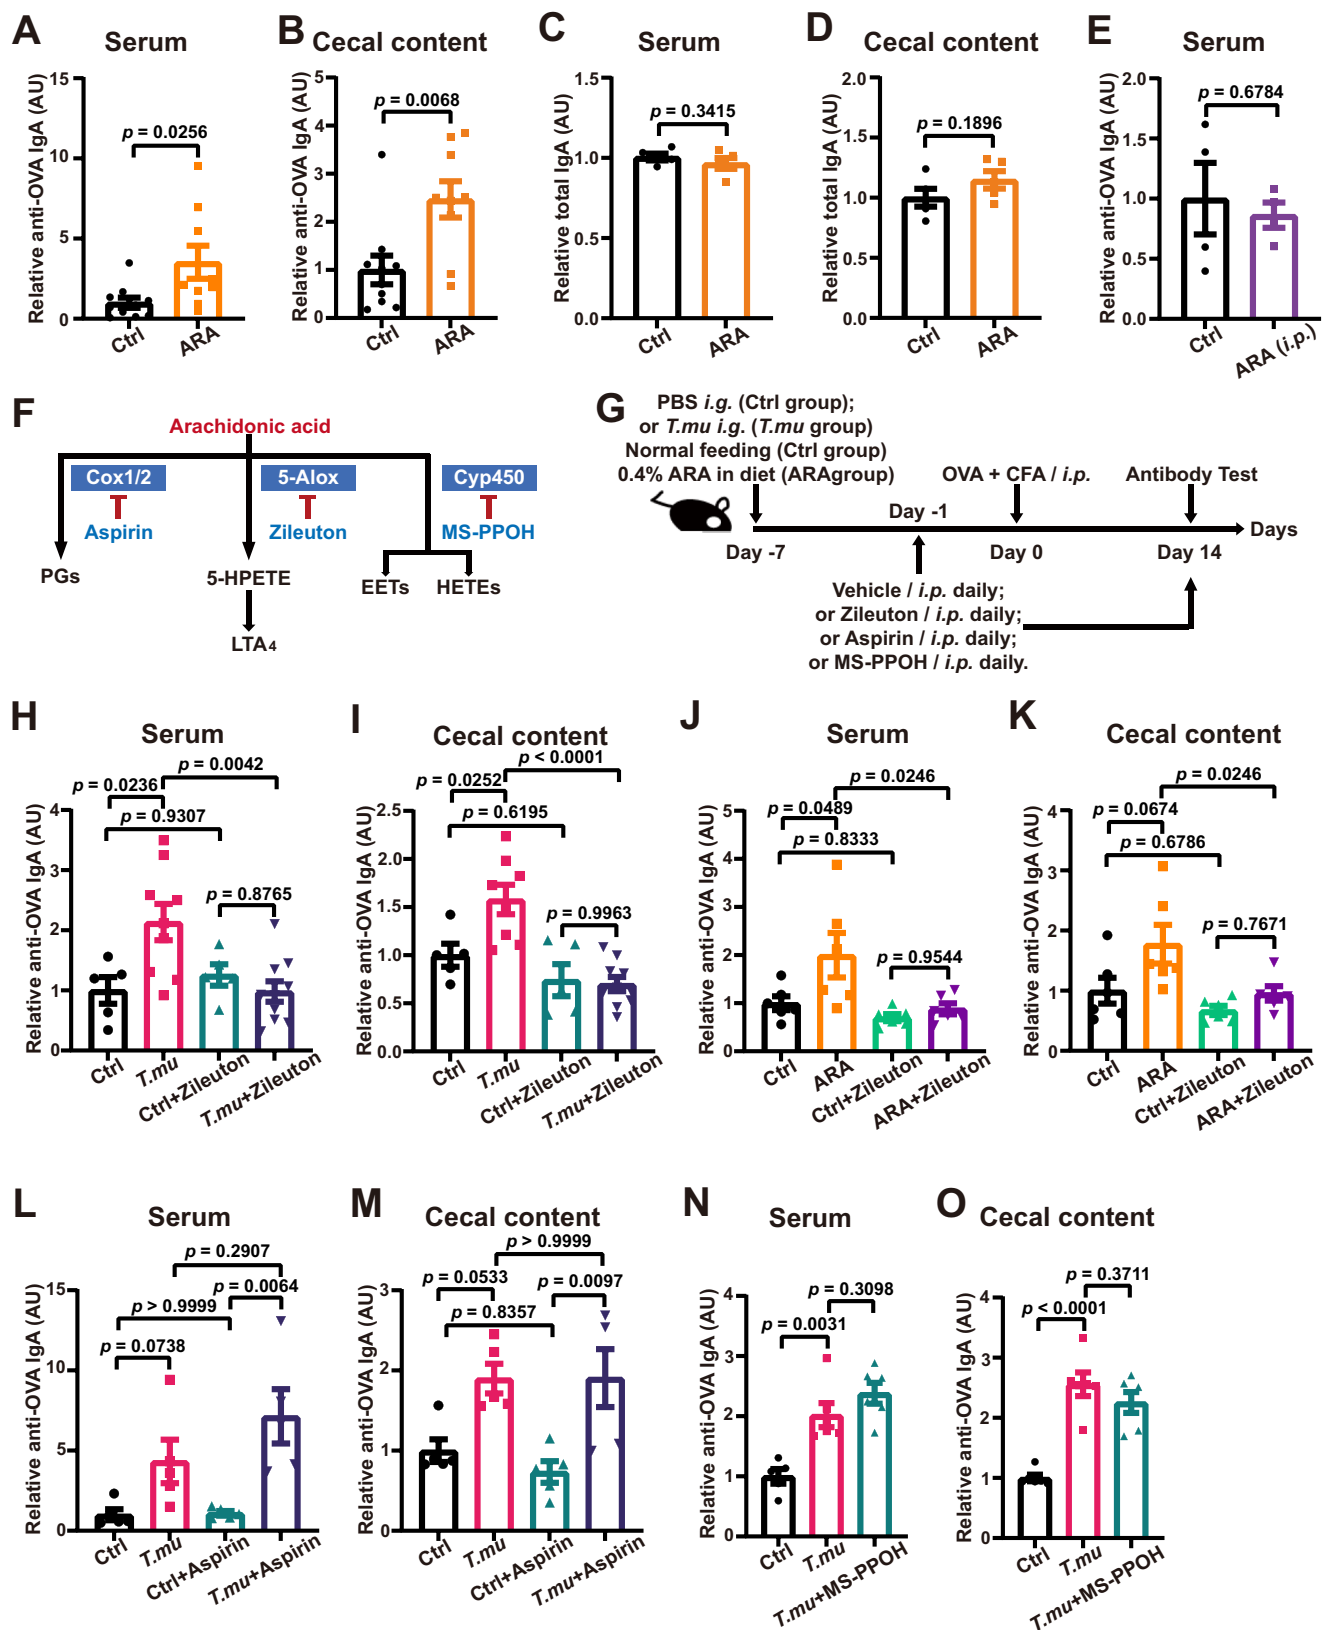 A
Serum
p = 0.0256
Relative anti-OVA IgA (AU)
15
10
5
0
Ctrl
ARA
B
Cecal content
p = 0.0068
Relative anti-OVA IgA (AU)
5
4
3
2
1
0
Ctrl
ARA
C
Serum
p = 0.3415
Relative total IgA (AU)
1.5
1.0
0.5
0.0
Ctrl
ARA
D
Cecal content
p = 0.1896
Relative total IgA (AU)
2.0
1.5
1.0
0.5
0.0
Ctrl
ARA
E
Serum
p = 0.6784
Relative anti-OVA IgA (AU)
2.0
1.5
1.0
0.5
0.0
Ctrl
ARA (i.p.)
F
Arachidonic acid
Cox1/2
5-Alox
Cyp450
Aspirin
Zileuton
MS-PPOH
PGs
5-HPETE
EETs
HETEs
LTA4
G
PBS i.g. (Ctrl group);
or T.mu i.g. (T.mu group)
Normal feeding (Ctrl group)
0.4% ARA in diet (ARAgroup)
OVA + CFA / i.p.
Antibody Test
Day -1
Days
Day -7
Day 0
Day 14
Vehicle / i.p. daily;
or Zileuton / i.p. daily;
or Aspirin / i.p. daily;
or MS-PPOH / i.p. daily.
H
Serum
p = 0.0042
p = 0.0236
p = 0.9307
p = 0.8765
Relative anti-OVA IgA (AU)
4
3
2
1
0
Ctrl
T.mu
Ctrl+Zileuton
T.mu+Zileuton
I
Cecal content
p < 0.0001
p = 0.0252
p = 0.6195
p = 0.9963
Relative anti-OVA IgA (AU)
2.5
2.0
1.5
1.0
0.5
0.0
Ctrl
T.mu
Ctrl+Zileuton
T.mu+Zileuton
J
Serum
p = 0.0246
p = 0.0489
p = 0.8333
p = 0.9544
Relative anti-OVA IgA (AU)
5
4
3
2
1
0
Ctrl
ARA
Ctrl+Zileuton
ARA+Zileuton
K
Cecal content
p = 0.0246
p = 0.0674
p = 0.6786
p = 0.7671
Relative anti-OVA IgA (AU)
4
3
2
1
0
Ctrl
ARA
Ctrl+Zileuton
ARA+Zileuton
L
Serum
p = 0.2907
p = 0.0064
p > 0.9999
p = 0.0738
Relative anti-OVA IgA (AU)
15
10
5
0
Ctrl
T.mu
Ctrl+Aspirin
T.mu+Aspirin
M
Cecal content
p > 0.9999
p = 0.0533
p = 0.0097
p = 0.8357
Relative anti-OVA IgA (AU)
3
2
1
0
Ctrl
T.mu
Ctrl+Aspirin
T.mu+Aspirin
N
Serum
p = 0.3098
p = 0.0031
Relative anti-OVA IgA (AU)
4
3
2
1
0
Ctrl
T.mu
T.mu+MS-PPOH
O
Cecal content
p = 0.3711
p < 0.0001
Relative anti-OVA IgA (AU)
4
3
2
1
0
Ctrl
T.mu
T.mu+MS-PPOH